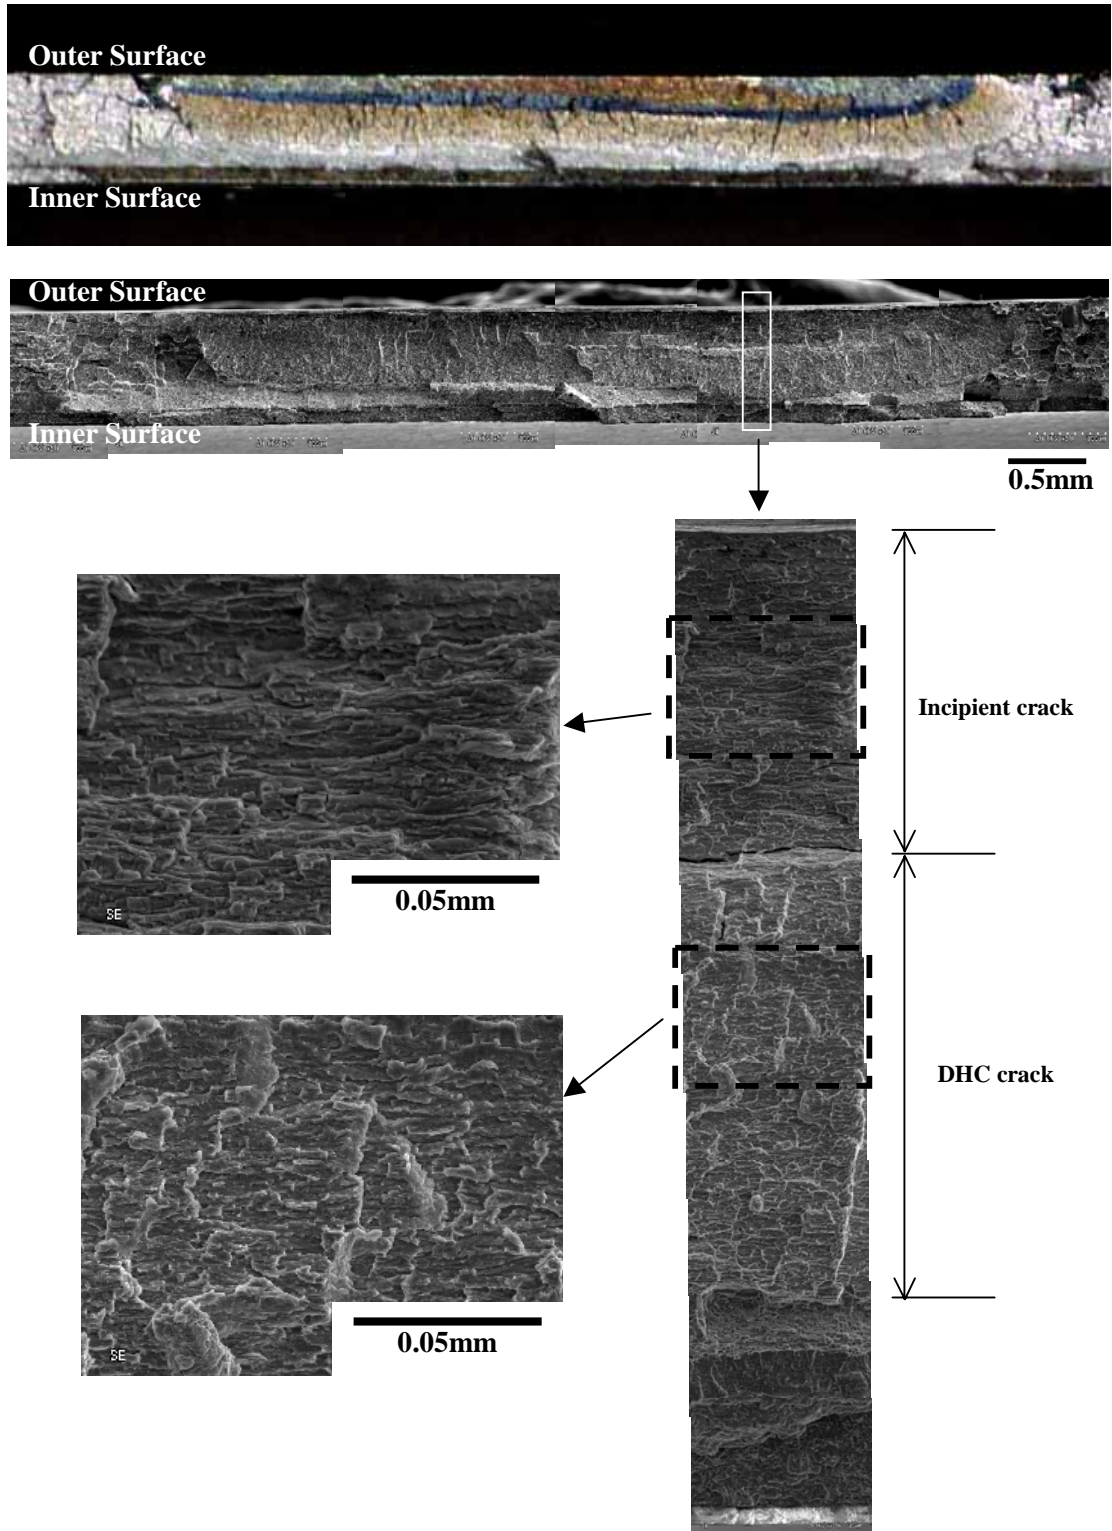 Outer Surface
Inner Surface
Outer Surface
Inner Surface
0.5mm
Incipient crack
SE
0.05mm
DHC crack
SE
0.05mm